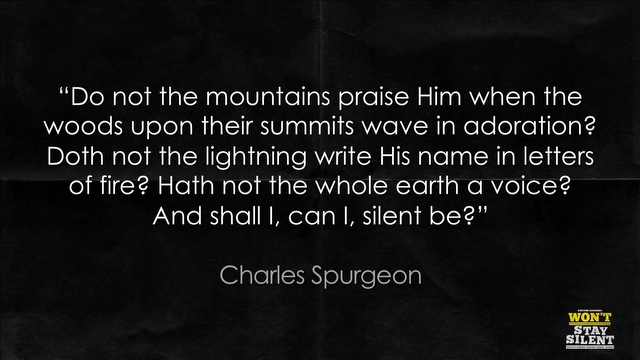 “Do not the mountains praise Him when the
woods upon their summits wave in adoration?
Doth not the lightning write His name in letters
of fire? Hath not the whole earth a voice?
And shall I, can I, silent be?”
Charles Spurgeon
WON'T
STAY
SILENT